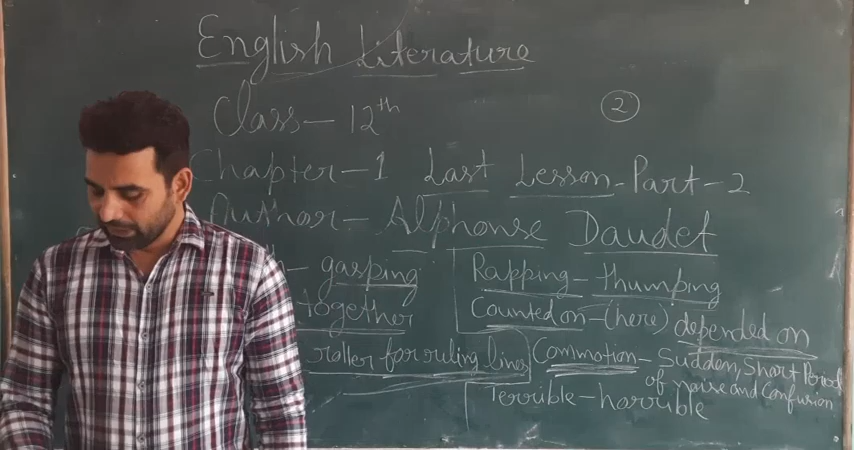 English Literature
Class - 12th
2
Chapter - 1 Last Lesson - Part - 2
Author - Alphonse Daudet
- gasping
together
roller for ruling lines
Rapping - thumping
Counted on - (here) depended on
Commotion - Sudden, Short Period
of noise and Confusion
Terrible - horrible